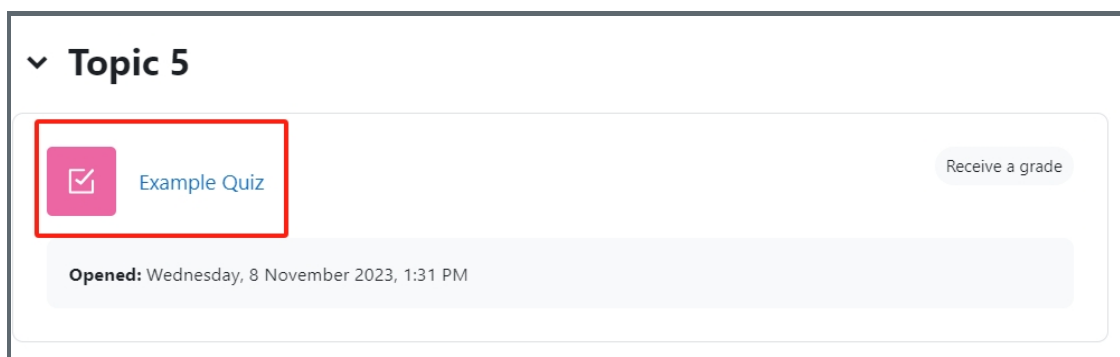 Topic 5
Example Quiz
Receive a grade
Opened: Wednesday, 8 November 2023, 1:31 PM